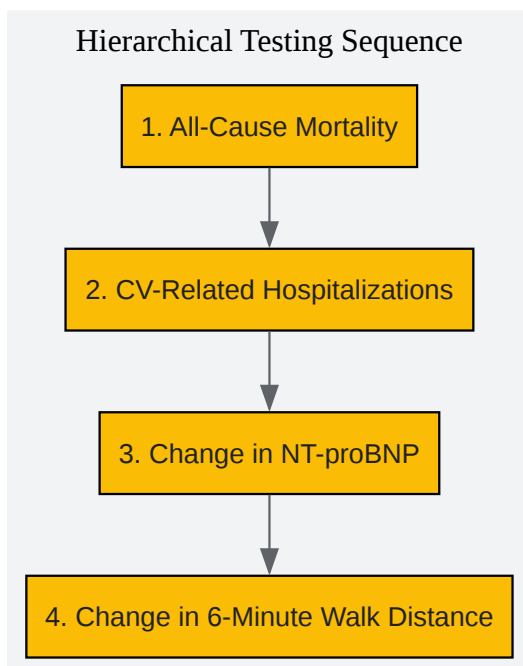 Hierarchical Testing Sequence
1. All-Cause Mortality
2. CV-Related Hospitalizations
3. Change in NT-proBNP
4. Change in 6-Minute Walk Distance